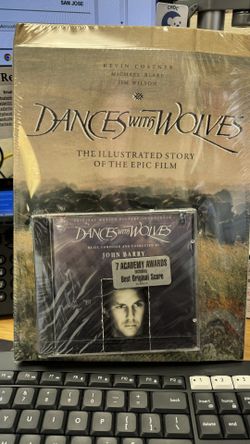 SAN JOSE
KEVIN COSTNER
MICHAEL BLAKE
JIM WILSON
DANCES WITH WOLVES
THE ILLUSTRATED STORY
OF THE EPIC FILM
ORIGINAL MOTION PICTURE SOUNDTRACK
DANCES WITH WOLVES
MUSIC COMPOSED AND CONDUCTED BY
JOHN BARRY
7 ACADEMY AWARDS
Including
Best Original Score